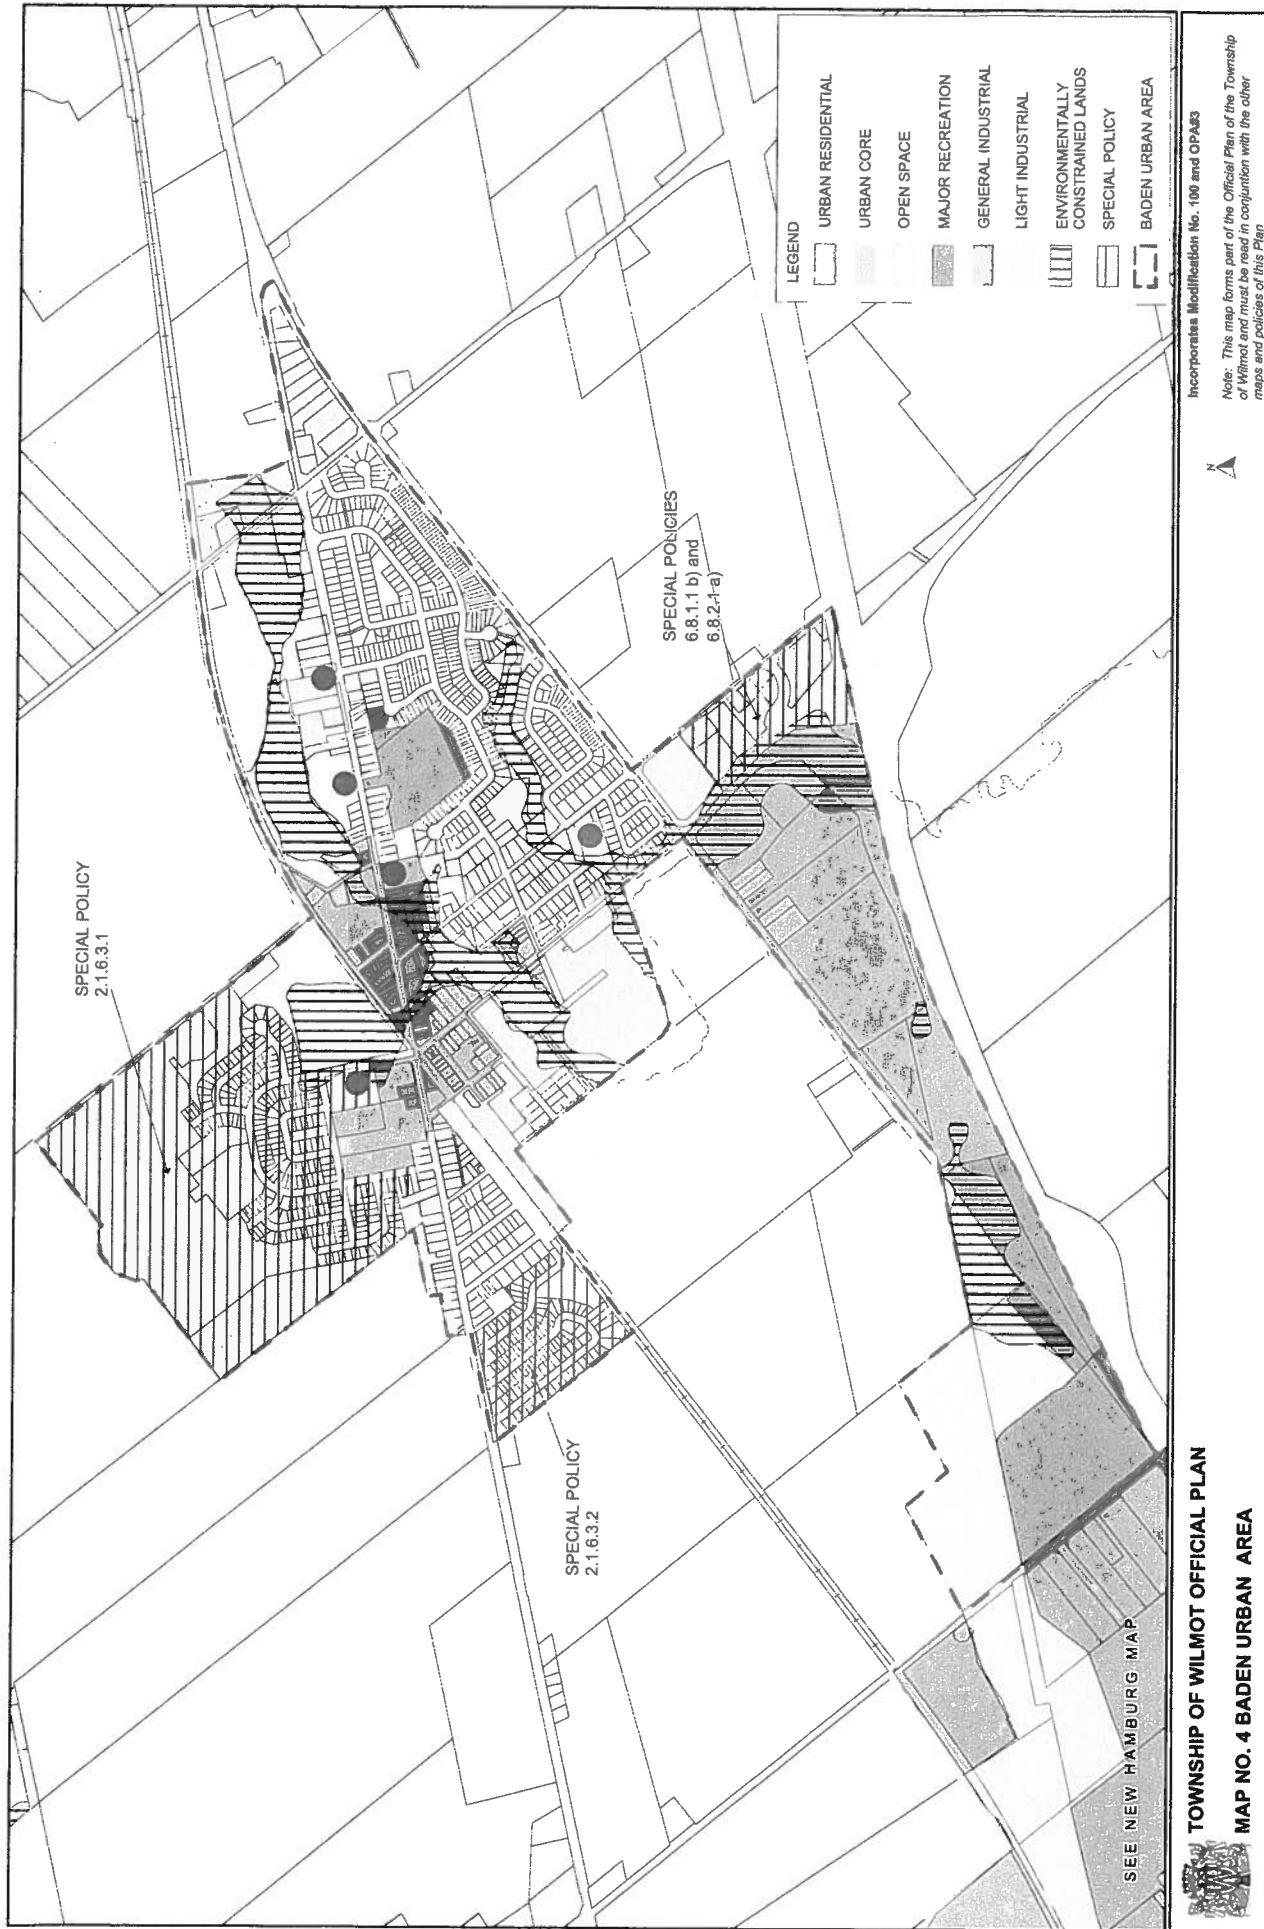 SPECIAL POLICY
2.1.6.3.1
SPECIAL POLICY
2.1.6.3.2
SPECIAL POLICIES
6.8.1.1 b) and
6.8.2.1 a)
LEGEND
URBAN RESIDENTIAL
URBAN CORE
OPEN SPACE
MAJOR RECREATION
GENERAL INDUSTRIAL
LIGHT INDUSTRIAL
ENVIRONMENTALLY
CONSTRAINED LANDS
SPECIAL POLICY
BADEN URBAN AREA
SEE NEW HAMBURG MAP
TOWNSHIP OF WILMOT OFFICIAL PLAN
MAP NO. 4 BADEN URBAN AREA
N
Incorporates Modification No. 100 and OPA#3
Note: This map forms part of the Official Plan of the Township
of Wilmot and must be read in conjuntion with the other
maps and policies of this Plan